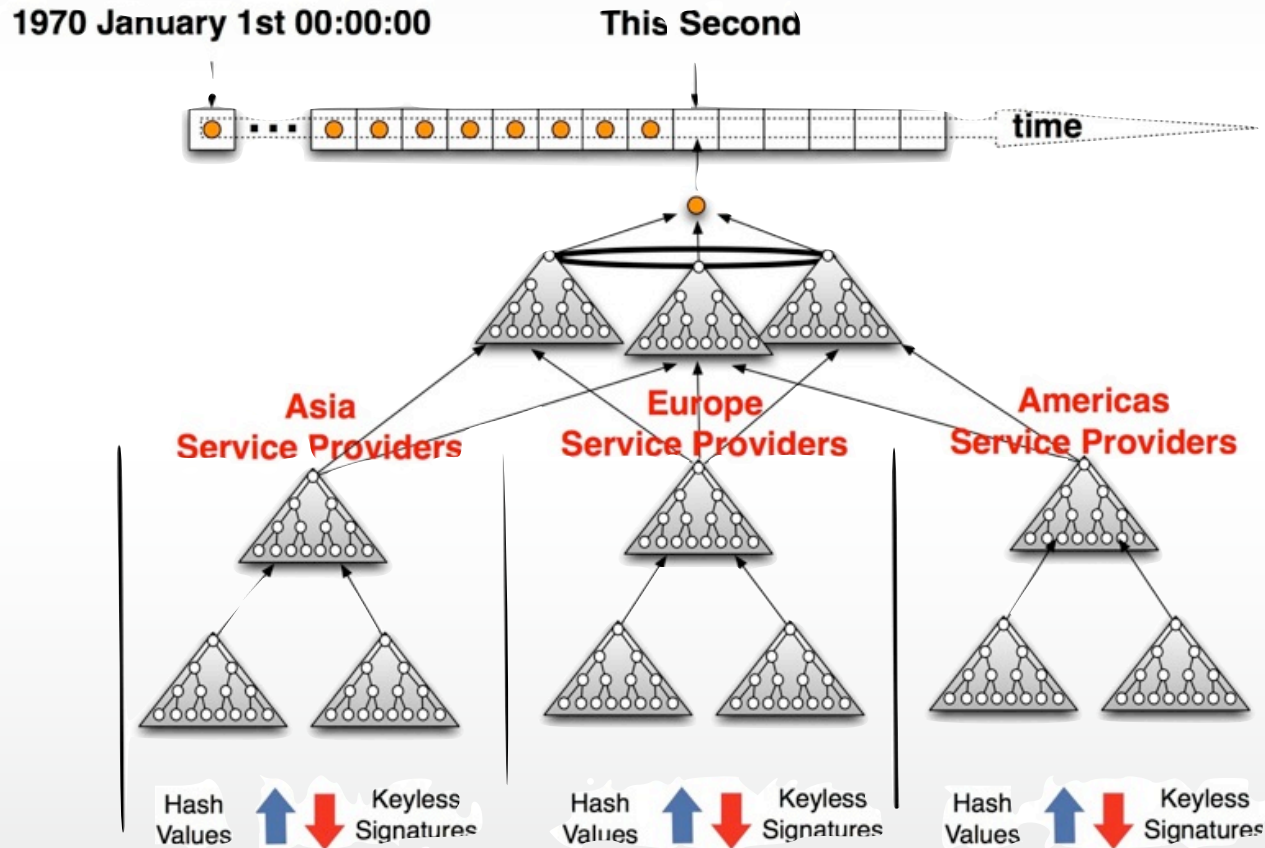 1970 January 1st 00:00:00
This Second
time
Asia
Service Providers
Europe
Service Providers
Americas
Service Providers
Hash
Values
Keyless
Signatures
Hash
Values
Keyless
Signatures
Hash
Values
Keyless
Signatures